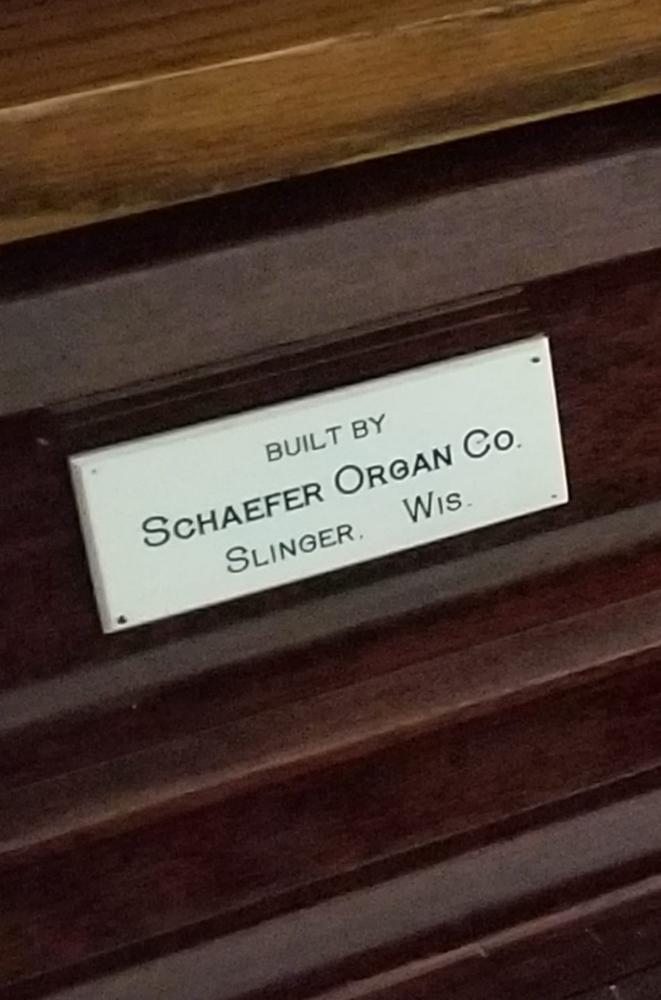 BUILT BY
SCHAEFER ORGAN CO.
SLINGER, WIS.